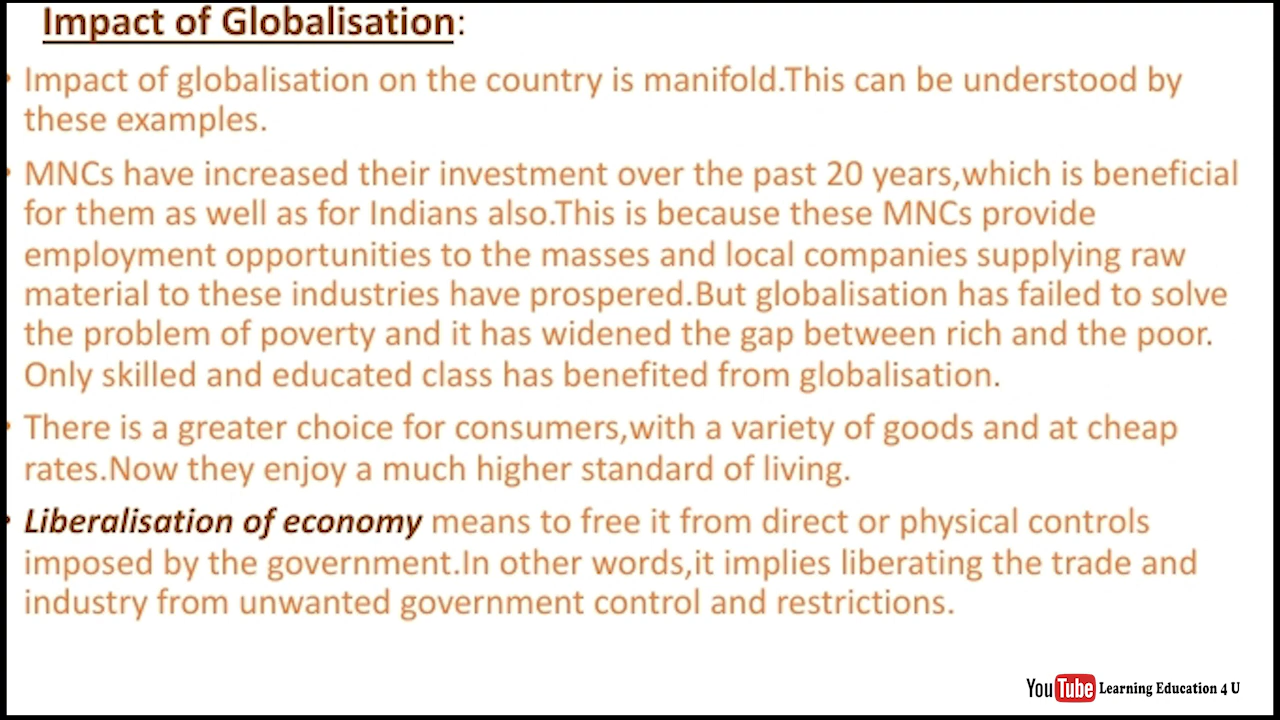 Impact of Globalisation:
• Impact of globalisation on the country is manifold.This can be understood by
these examples.
• MNCs have increased their investment over the past 20 years,which is beneficial
for them as well as for Indians also.This is because these MNCs provide
employment opportunities to the masses and local companies supplying raw
material to these industries have prospered.But globalisation has failed to solve
the problem of poverty and it has widened the gap between rich and the poor.
Only skilled and educated class has benefited from globalisation.
• There is a greater choice for consumers,with a variety of goods and at cheap
rates.Now they enjoy a much higher standard of living.
• Liberalisation of economy means to free it from direct or physical controls
imposed by the government.In other words,it implies liberating the trade and
industry from unwanted government control and restrictions.
YouTube Learning Education 4 U